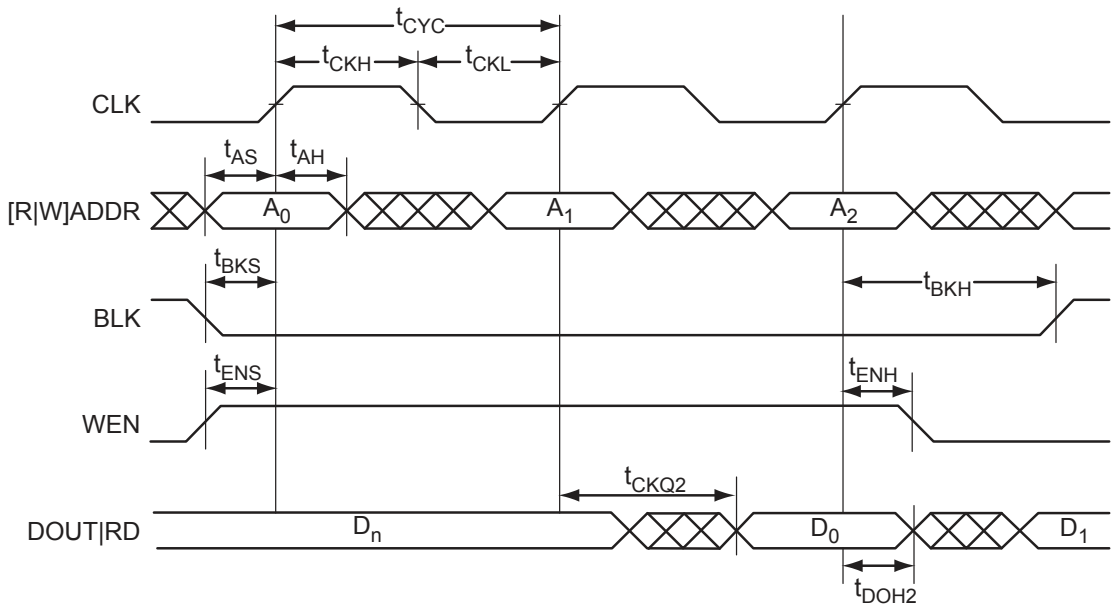 tCYC
tCKH tCKL
CLK
tAS tAH
[R|W]ADDR A0 A1 A2
tBKS
tBKH
BLK
tENS
tENH
WEN
tCKQ2
DOUT|RD Dn D0 D1
tDOH2